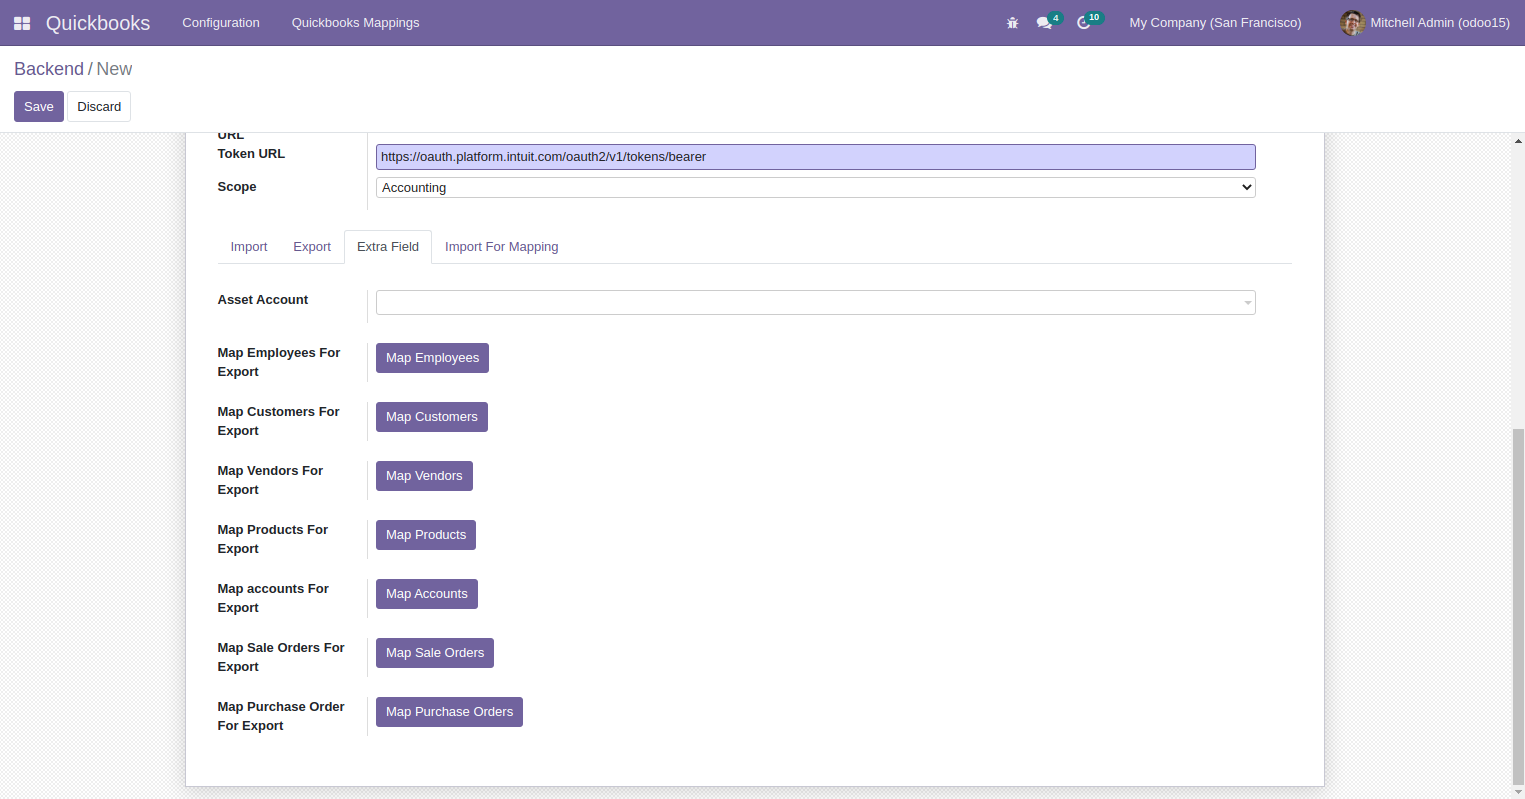 Quickbooks Configuration Quickbooks Mappings 4 10 My Company (San Francisco) Mitchell Admin (odoo15)
Backend / New
Save Discard
URL
Token URL https://oauth.platform.intuit.com/oauth2/v1/tokens/bearer
Scope Accounting
Import Export Extra Field Import For Mapping
Asset Account
Map Employees For Export Map Employees
Map Customers For Export Map Customers
Map Vendors For Export Map Vendors
Map Products For Export Map Products
Map accounts For Export Map Accounts
Map Sale Orders For Export Map Sale Orders
Map Purchase Order For Export Map Purchase Orders